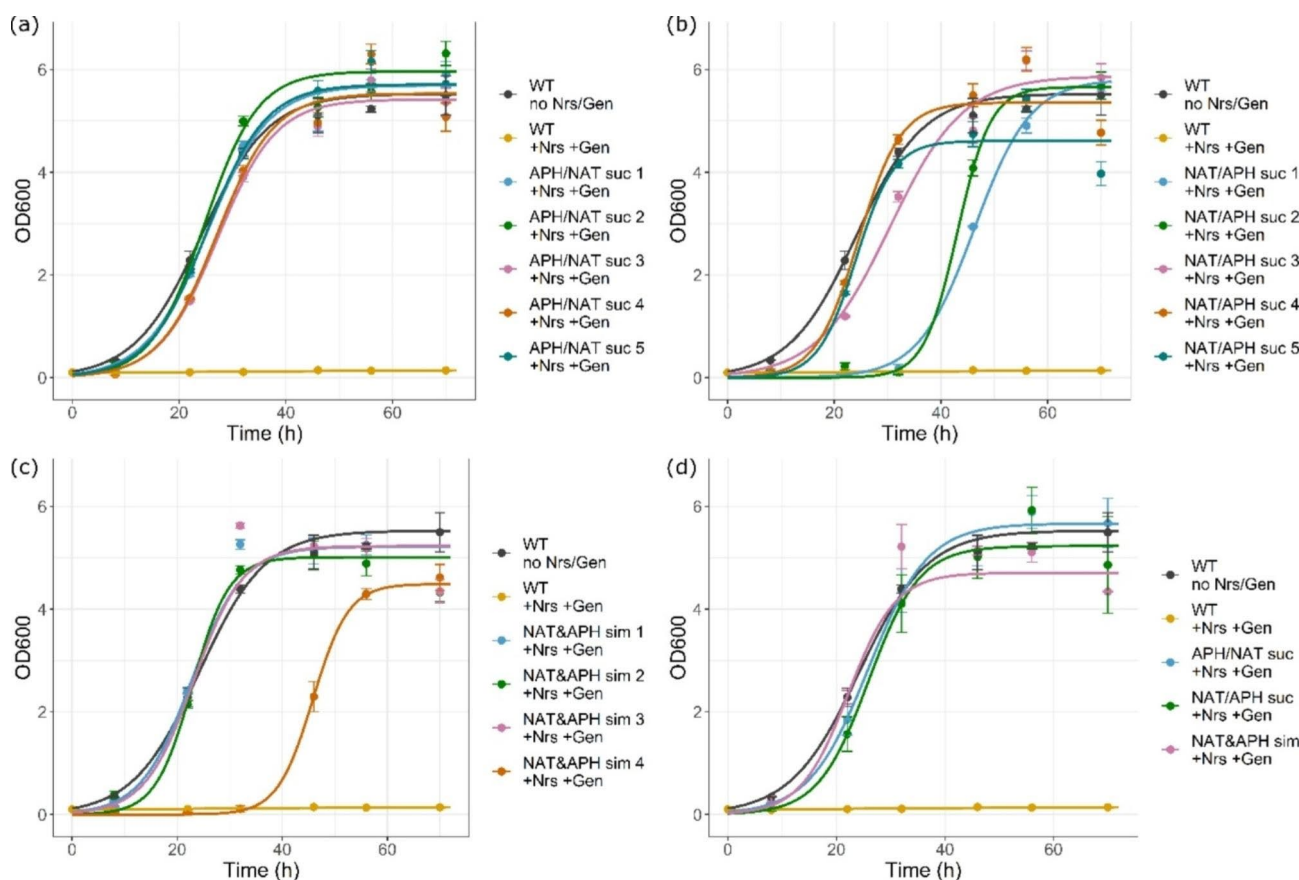 (a)
OD600
6
4
2
0
0 20 40 60
Time (h)
WT
no Nrs/Gen
WT
+Nrs +Gen
APH/NAT suc 1
+Nrs +Gen
APH/NAT suc 2
+Nrs +Gen
APH/NAT suc 3
+Nrs +Gen
APH/NAT suc 4
+Nrs +Gen
APH/NAT suc 5
+Nrs +Gen
(b)
OD600
6
4
2
0
0 20 40 60
Time (h)
WT
no Nrs/Gen
WT
+Nrs +Gen
NAT/APH suc 1
+Nrs +Gen
NAT/APH suc 2
+Nrs +Gen
NAT/APH suc 3
+Nrs +Gen
NAT/APH suc 4
+Nrs +Gen
NAT/APH suc 5
+Nrs +Gen
(c)
OD600
6
4
2
0
0 20 40 60
Time (h)
WT
no Nrs/Gen
WT
+Nrs +Gen
NAT&APH sim 1
+Nrs +Gen
NAT&APH sim 2
+Nrs +Gen
NAT&APH sim 3
+Nrs +Gen
NAT&APH sim 4
+Nrs +Gen
(d)
OD600
6
4
2
0
0 20 40 60
Time (h)
WT
no Nrs/Gen
WT
+Nrs +Gen
APH/NAT suc
+Nrs +Gen
NAT/APH suc
+Nrs +Gen
NAT&APH sim
+Nrs +Gen